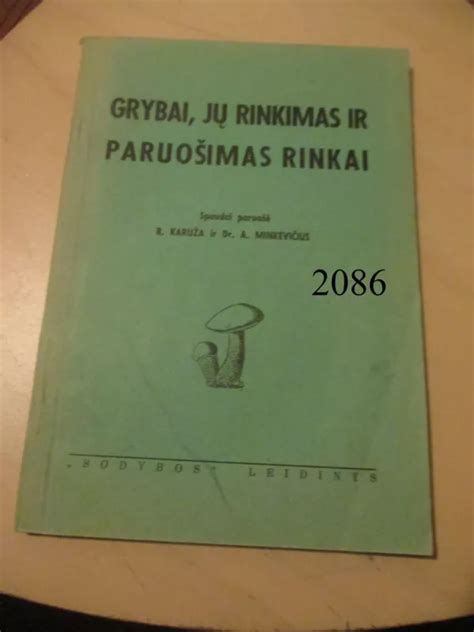 GRYBAI, JŲ RINKIMAS IR
PARUOŠIMAS RINKAI
Spaudai paruošė
R. KARUŽA ir Dr. A. MINKEVIČIUS
2086
„SODYBOS" LEIDINYS